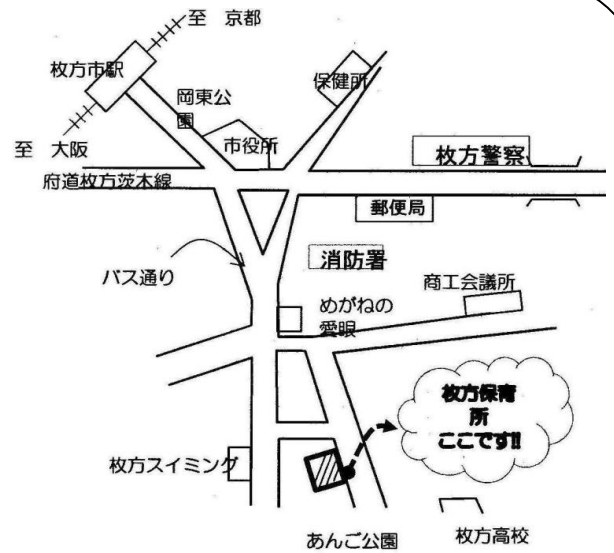 至　京都
枚方市駅
保健所
岡東公
園
市役所
至　大阪
枚方警察
府道枚方茨木線
郵便局
消防署
バス通り
商工会議所
めがねの
愛眼
枚方保育
所
ここです!!
枚方スイミング
あんご公園
枚方高校